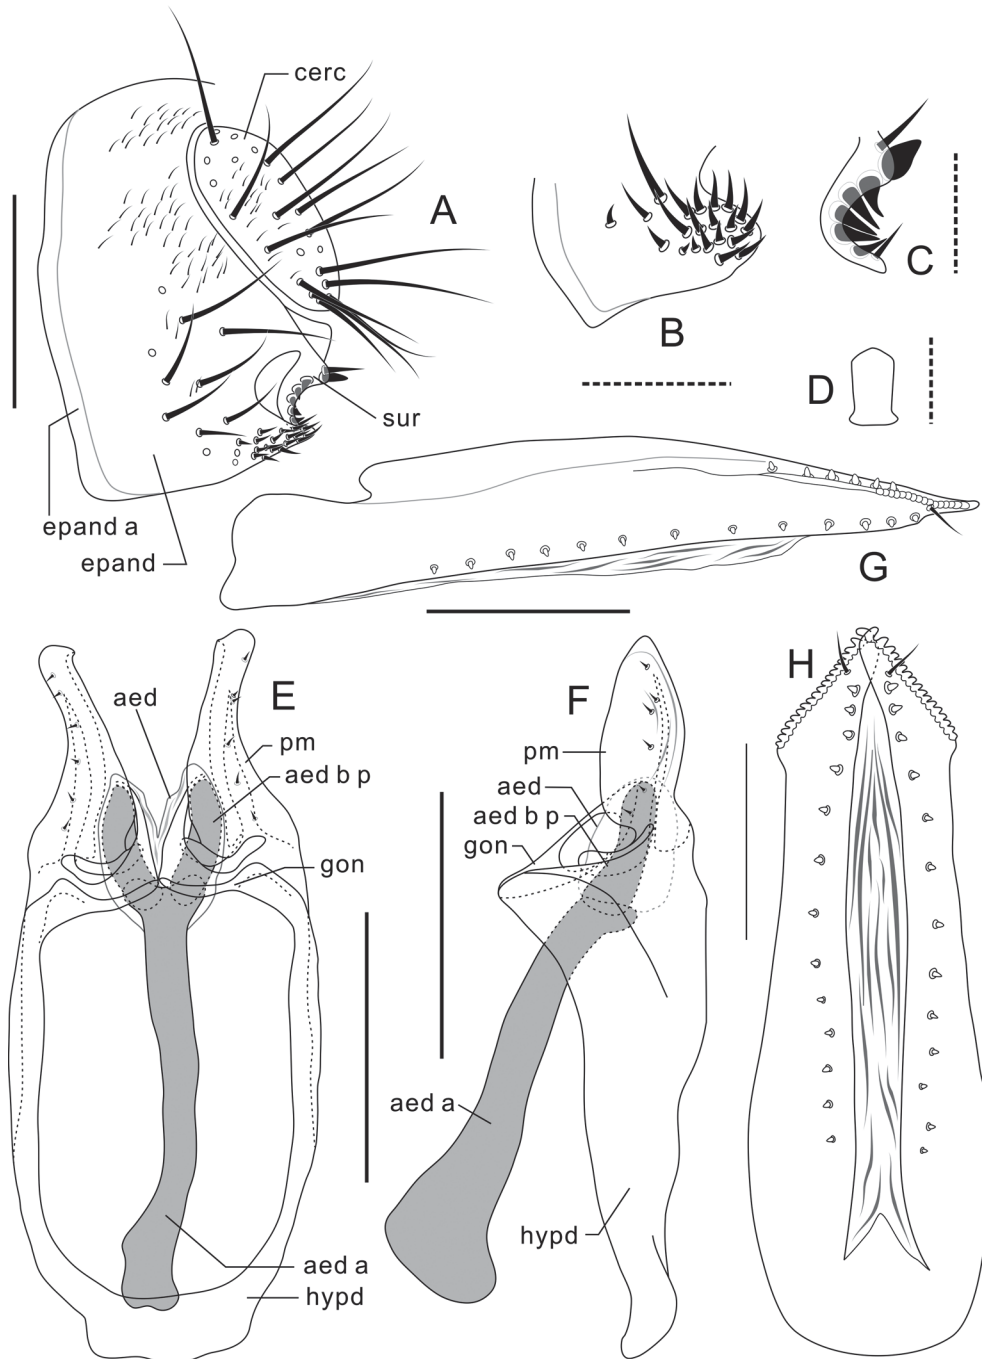 cerc
A
B
C
D
sur
epand a
epand
G
E
aed
pm
aed b p
gon
F
pm
aed
aed b p
gon
H
aed a
hypd
aed a
hypd